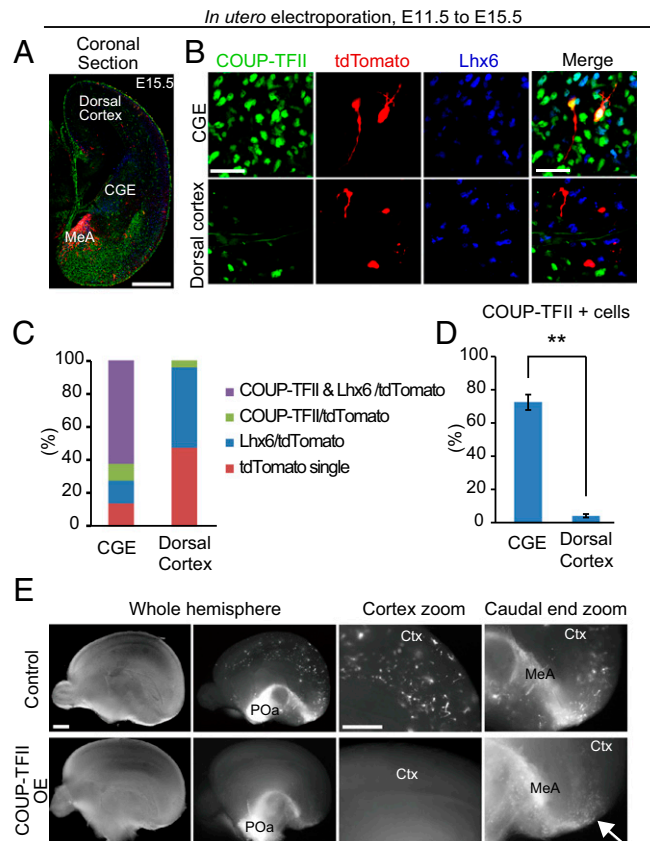 In utero electroporation, E11.5 to E15.5
A
Coronal
Section
E15.5
Dorsal
Cortex
CGE
MeA
B
COUP-TFII tdTomato Lhx6 Merge
CGE
Dorsal cortex
C
100
80
60
40
20
0
(%)
CGE
Dorsal
Cortex
COUP-TFII & Lhx6 /tdTomato
COUP-TFII/tdTomato
Lhx6/tdTomato
tdTomato single
D
COUP-TFII + cells
**
100
80
60
40
20
0
(%)
CGE
Dorsal
Cortex
E
Whole hemisphere Cortex zoom Caudal end zoom
Control
POa
Ctx
Ctx
MeA
COUP-TFII
OE
POa
Ctx
Ctx
MeA